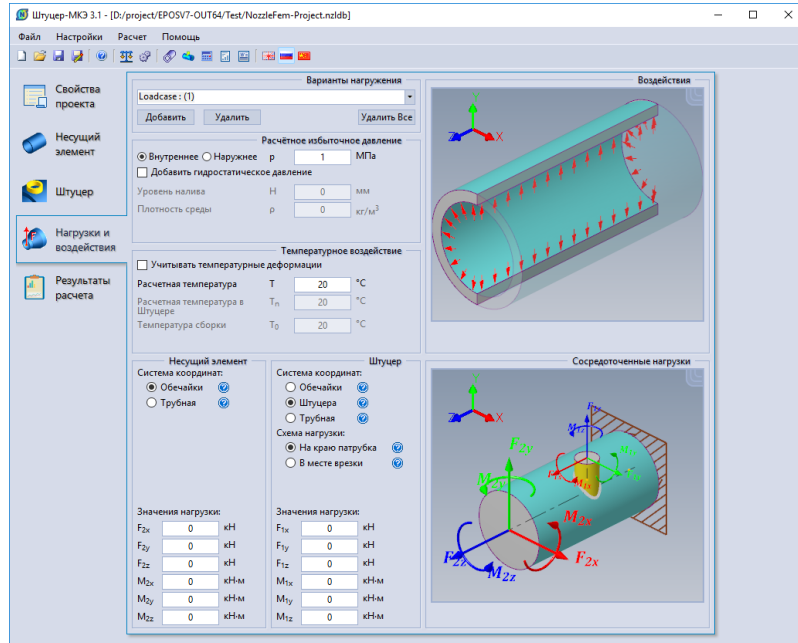 Штуцер-МКЭ 3.1 - [D:/project/EPOSV7-OUT64/Test/NozzleFem-Project.nzldb]
Файл Настройки Расчет Помощь
Свойства проекта
Несущий элемент
Штуцер
Нагрузки и воздействия
Результаты расчета
Варианты нагружения
Loadcase : (1)
Добавить Удалить Удалить Все
Расчётное избыточное давление
Внутреннее Наружнее p 1 МПа
Добавить гидростатическое давление
Уровень налива H 0 мм
Плотность среды ρ 0 кг/м³
Температурное воздействие
Учитывать температурные деформации
Расчетная температура T 20 °C
Расчетная температура в Штуцере Tn 20 °C
Температура сборки T0 20 °C
Несущий элемент
Система координат:
Обечайки
Трубная
Значения нагрузки:
F2x 0 кН
F2y 0 кН
F2z 0 кН
M2x 0 кН·м
M2y 0 кН·м
M2z 0 кН·м
Штуцер
Система координат:
Обечайки
Штуцера
Трубная
Схема нагрузки:
На краю патрубка
В месте врезки
Значения нагрузки:
F1x 0 кН
F1y 0 кН
F1z 0 кН
M1x 0 кН·м
M1y 0 кН·м
M1z 0 кН·м
Воздействия
Y
Z X
Сосредоточенные нагрузки
Y
Z X
F1z
M1z
F2y
M1y
F1x M1x F1y
M2y
M2x
F2z M2z F2x